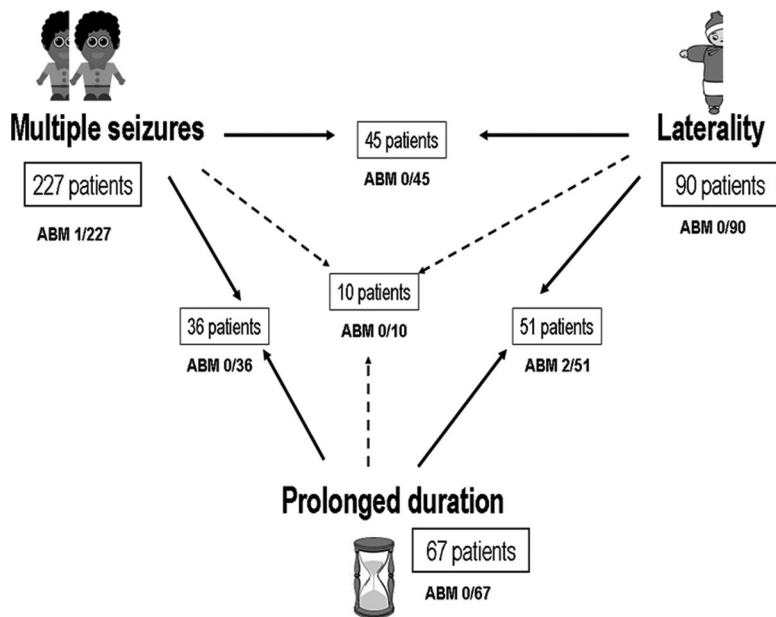 Multiple seizures
227 patients
ABM 1/227
45 patients
ABM 0/45
Laterality
90 patients
ABM 0/90
10 patients
ABM 0/10
36 patients
ABM 0/36
51 patients
ABM 2/51
Prolonged duration
67 patients
ABM 0/67